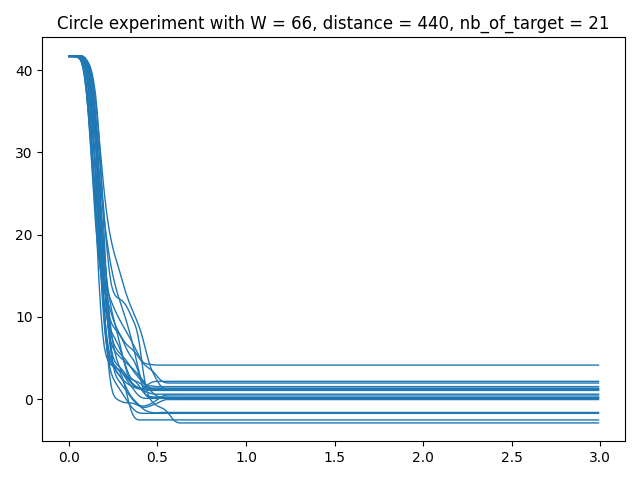 Circle experiment with W = 66, distance = 440, nb_of_target = 21
40
30
20
10
0
0.0 0.5 1.0 1.5 2.0 2.5 3.0